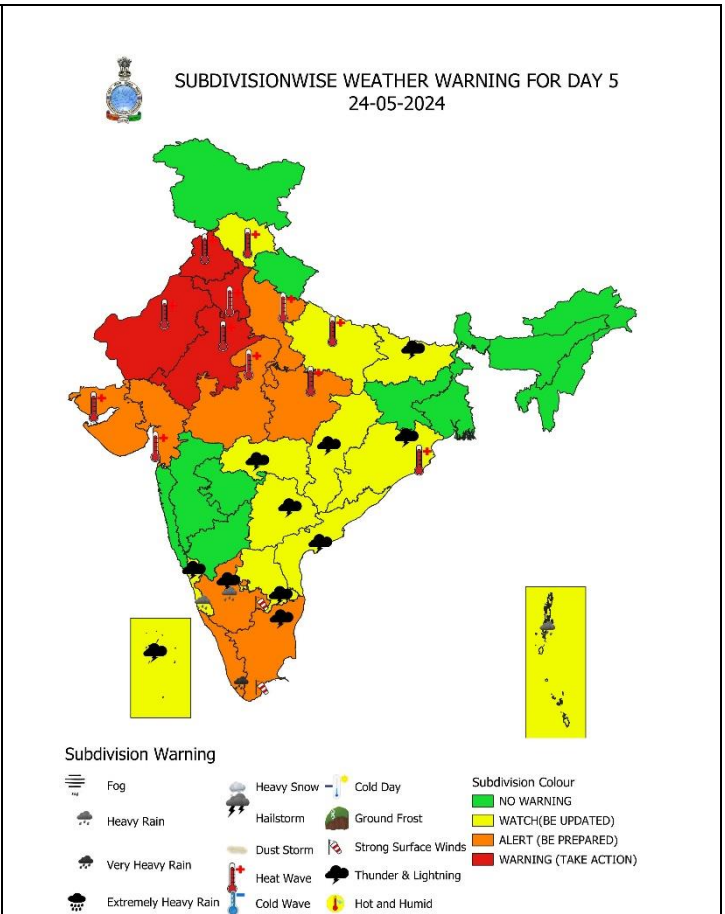 SUBDIVISIONWISE WEATHER WARNING FOR DAY 5
24-05-2024
Subdivision Warning
Fog
Heavy Rain
Very Heavy Rain
Extremely Heavy Rain
Heavy Snow
Hailstorm
Dust Storm
Heat Wave
Cold Wave
Cold Day
Ground Frost
Strong Surface Winds
Thunder & Lightning
Hot and Humid
Subdivision Colour
NO WARNING
WATCH(BE UPDATED)
ALERT (BE PREPARED)
WARNING (TAKE ACTION)